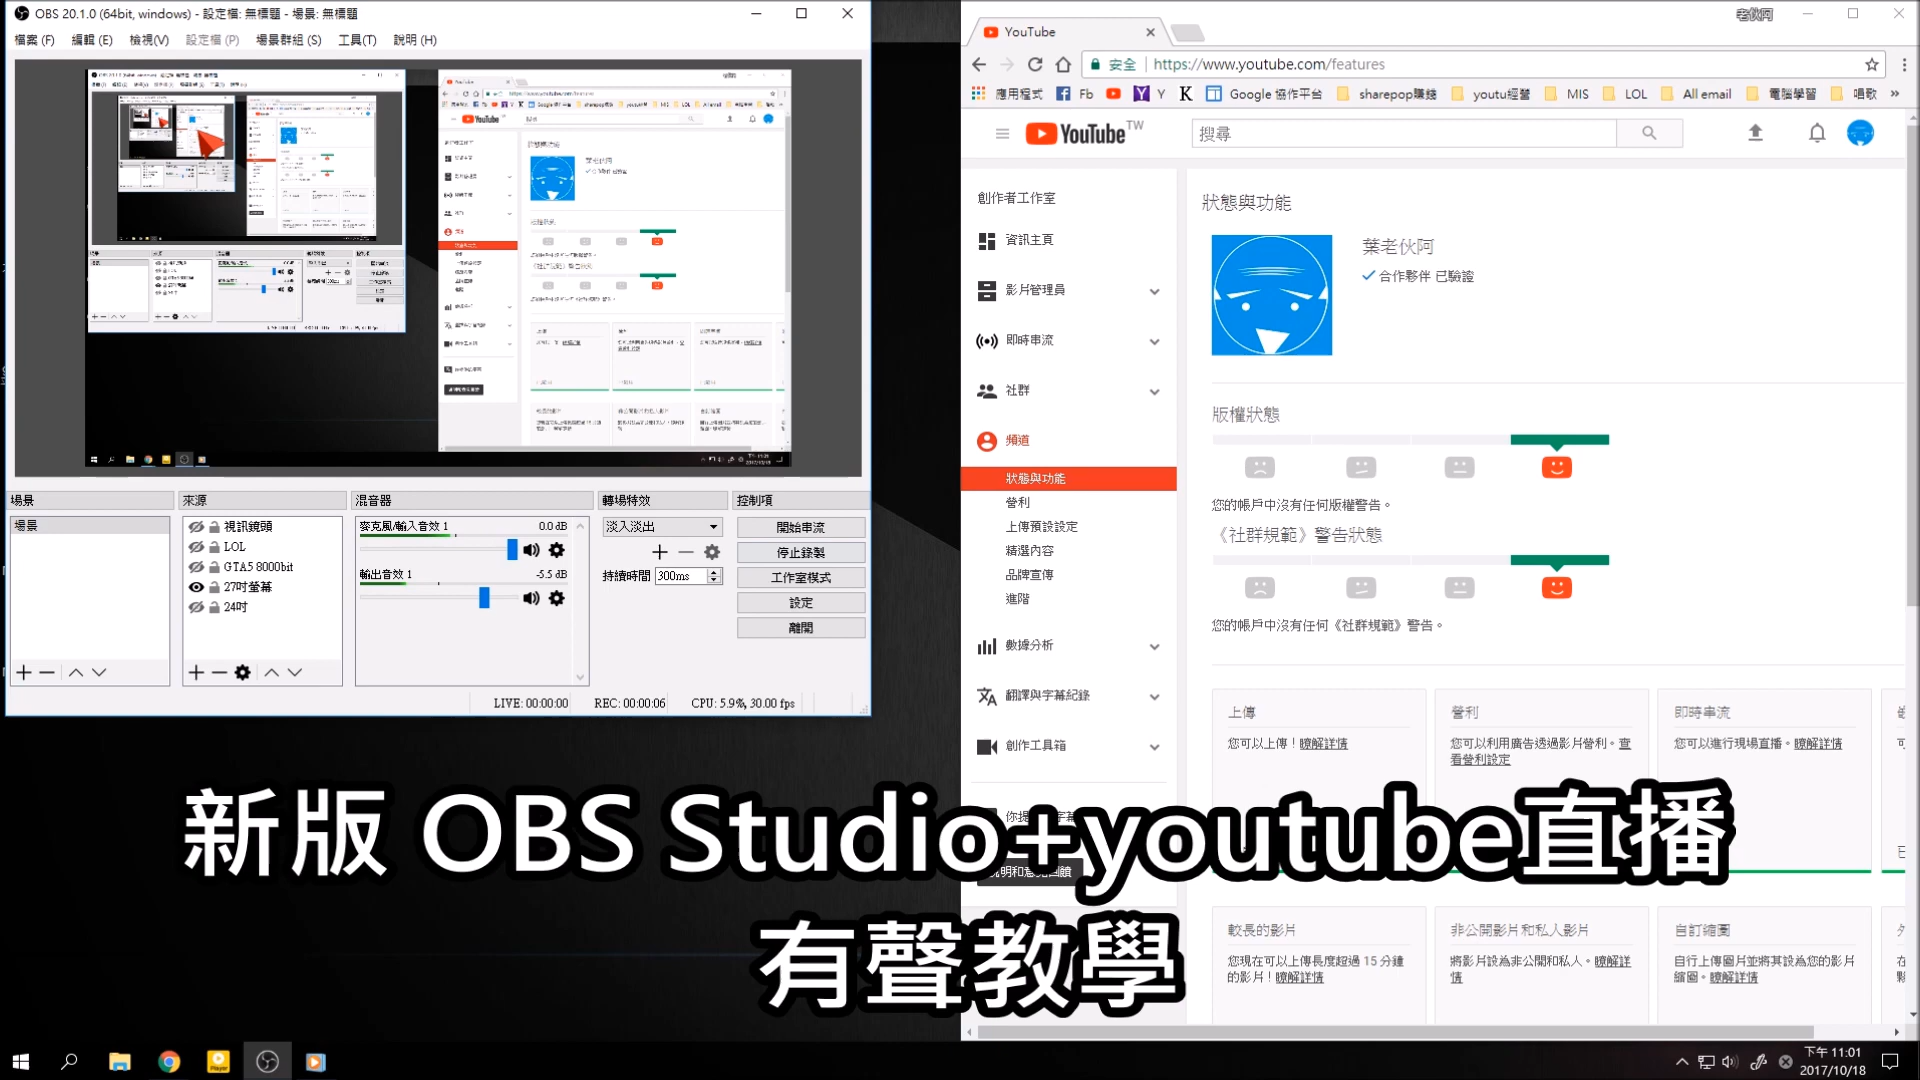 OBS 20.1.0 (64bit, windows) - 設定檔: 無標題 - 場景: 無標題
檔案 (F) 編輯 (E) 檢視(V) 設定檔 (P) 場景群組 (S) 工具(T) 說明 (H)
場景
場景
來源
視訊鏡頭
LOL
GTA5 8000bit
27吋螢幕
24吋
混音器
麥克風/輸入音效 1 0.0 dB
輸出音效 1 -5.5 dB
轉場特效
淡入淡出
持續時間 300ms
控制項
開始串流
停止錄製
工作室模式
設定
離開
LIVE: 00:00:00 REC: 00:00:06 CPU: 5.9%, 30.00 fps
老伙阿
YouTube
安全 https://www.youtube.com/features
應用程式 Fb Y Google 協作平台 sharepop賺錢 youtu經營 MIS LOL All email 電腦學習 唱歌 »
YouTube TW
搜尋
創作者工作室
資訊主頁
影片管理員
即時串流
社群
頻道
狀態與功能
營利
上傳預設設定
精選內容
品牌宣傳
進階
數據分析
翻譯與字幕紀錄
創作工具箱
狀態與功能
葉老伙阿
合作夥伴 已驗證
版權狀態
您的帳戶中沒有任何版權警告。
《社群規範》警告狀態
您的帳戶中沒有任何《社群規範》警告。
上傳
您可以上傳！瞭解詳情
營利
您可以利用廣告透過影片營利。查
看營利設定
即時串流
您可以進行現場直播。瞭解詳情
較長的影片
您現在可以上傳長度超過 15 分鐘
的影片！瞭解詳情
非公開影片和私人影片
將影片設為非公開和私人。瞭解詳
情
自訂縮圖
自行上傳圖片並將其設為您的影片
縮圖。瞭解詳情
新版 OBS Studio+youtube直播
有聲教學
Player
下午 11:01
2017/10/18